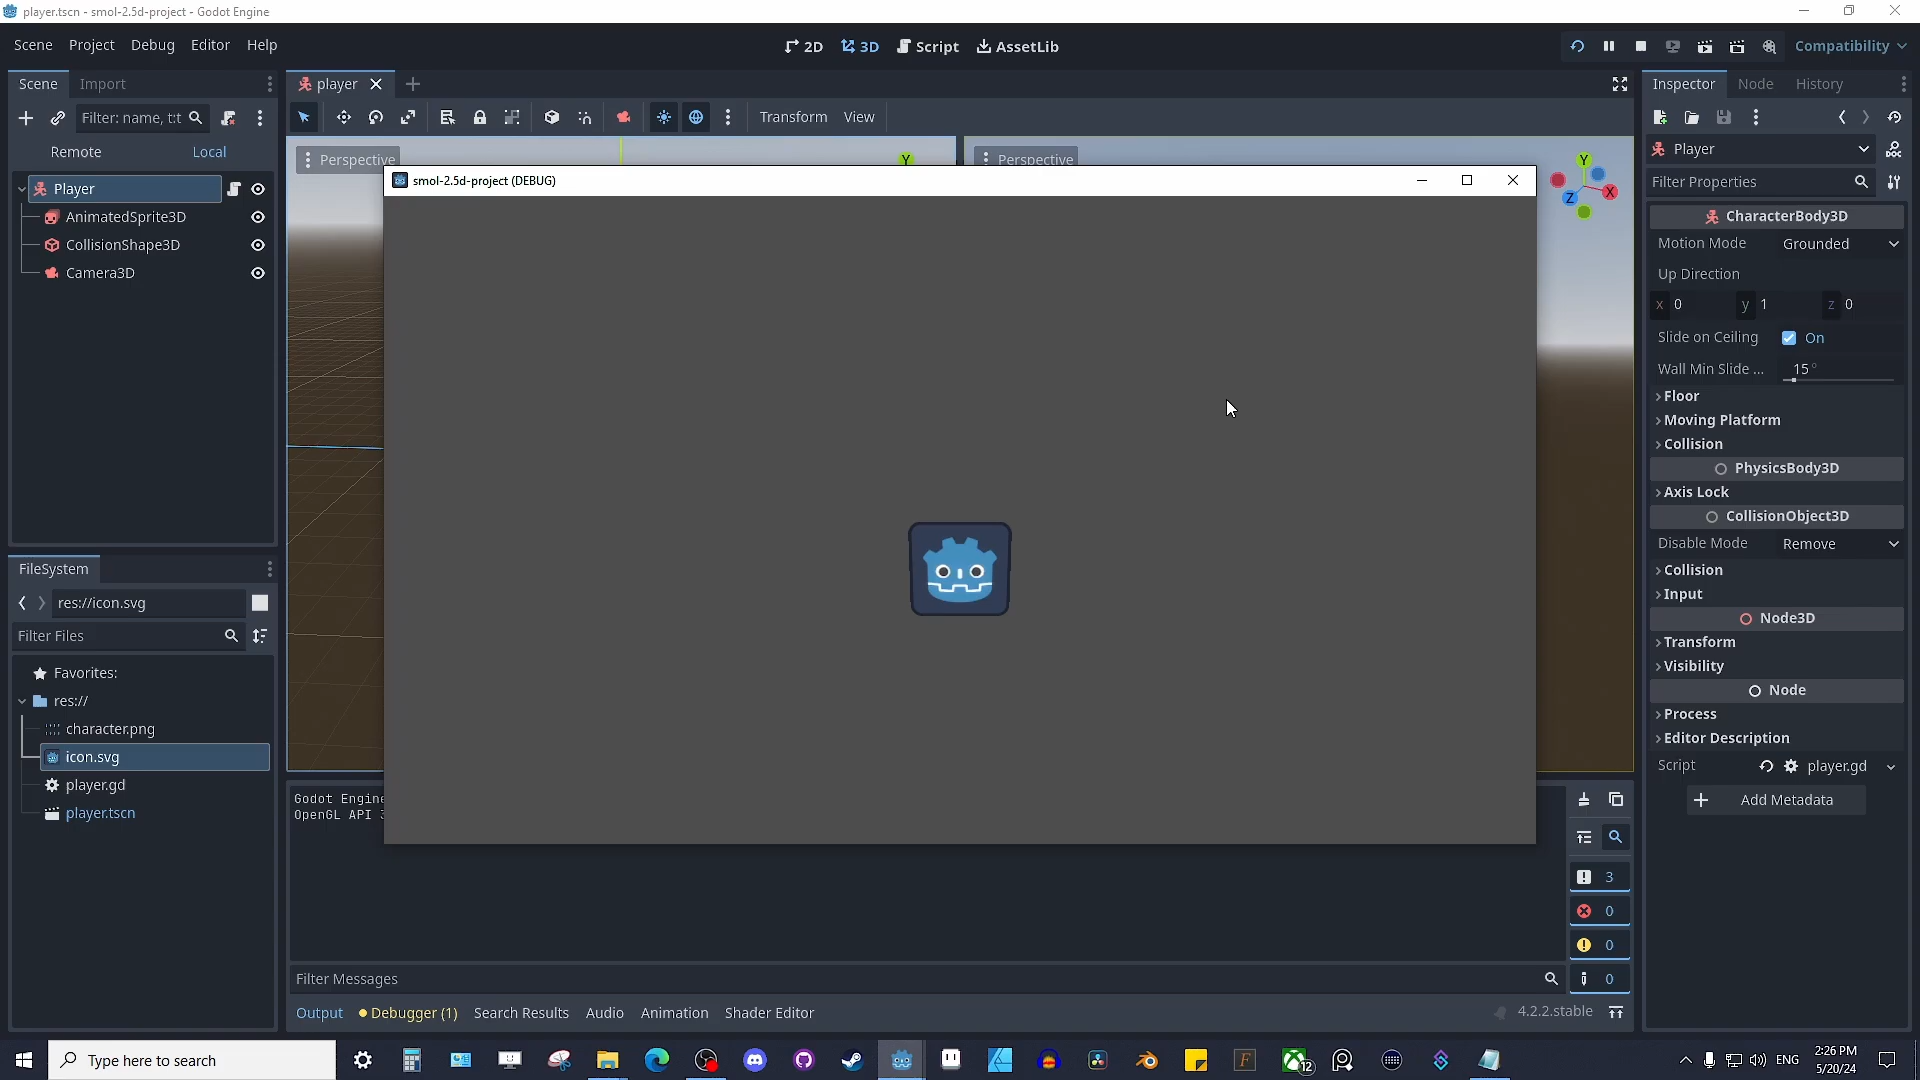 player.tscn - smol-2.5d-project - Godot Engine
Scene Project Debug Editor Help
2D 3D Script AssetLib
Compatibility
Scene Import
Filter: name, t:t
Remote Local
Player
AnimatedSprite3D
CollisionShape3D
Camera3D
FileSystem
res://icon.svg
Filter Files
Favorites:
res://
character.png
icon.svg
player.gd
player.tscn
player
Transform View
Perspective
Perspective
Y
Y
X
Z
smol-2.5d-project (DEBUG)
Godot Engine
OpenGL API
Filter Messages
3
0
0
0
Output Debugger (1) Search Results Audio Animation Shader Editor
4.2.2.stable
Inspector Node History
Player
Filter Properties
CharacterBody3D
Motion Mode Grounded
Up Direction
x 0 y 1 z 0
Slide on Ceiling On
Wall Min Slide ... 15°
Floor
Moving Platform
Collision
PhysicsBody3D
Axis Lock
CollisionObject3D
Disable Mode Remove
Collision
Input
Node3D
Transform
Visibility
Node
Process
Editor Description
Script player.gd
Add Metadata
Type here to search
12
ENG
2:26 PM
5/20/24